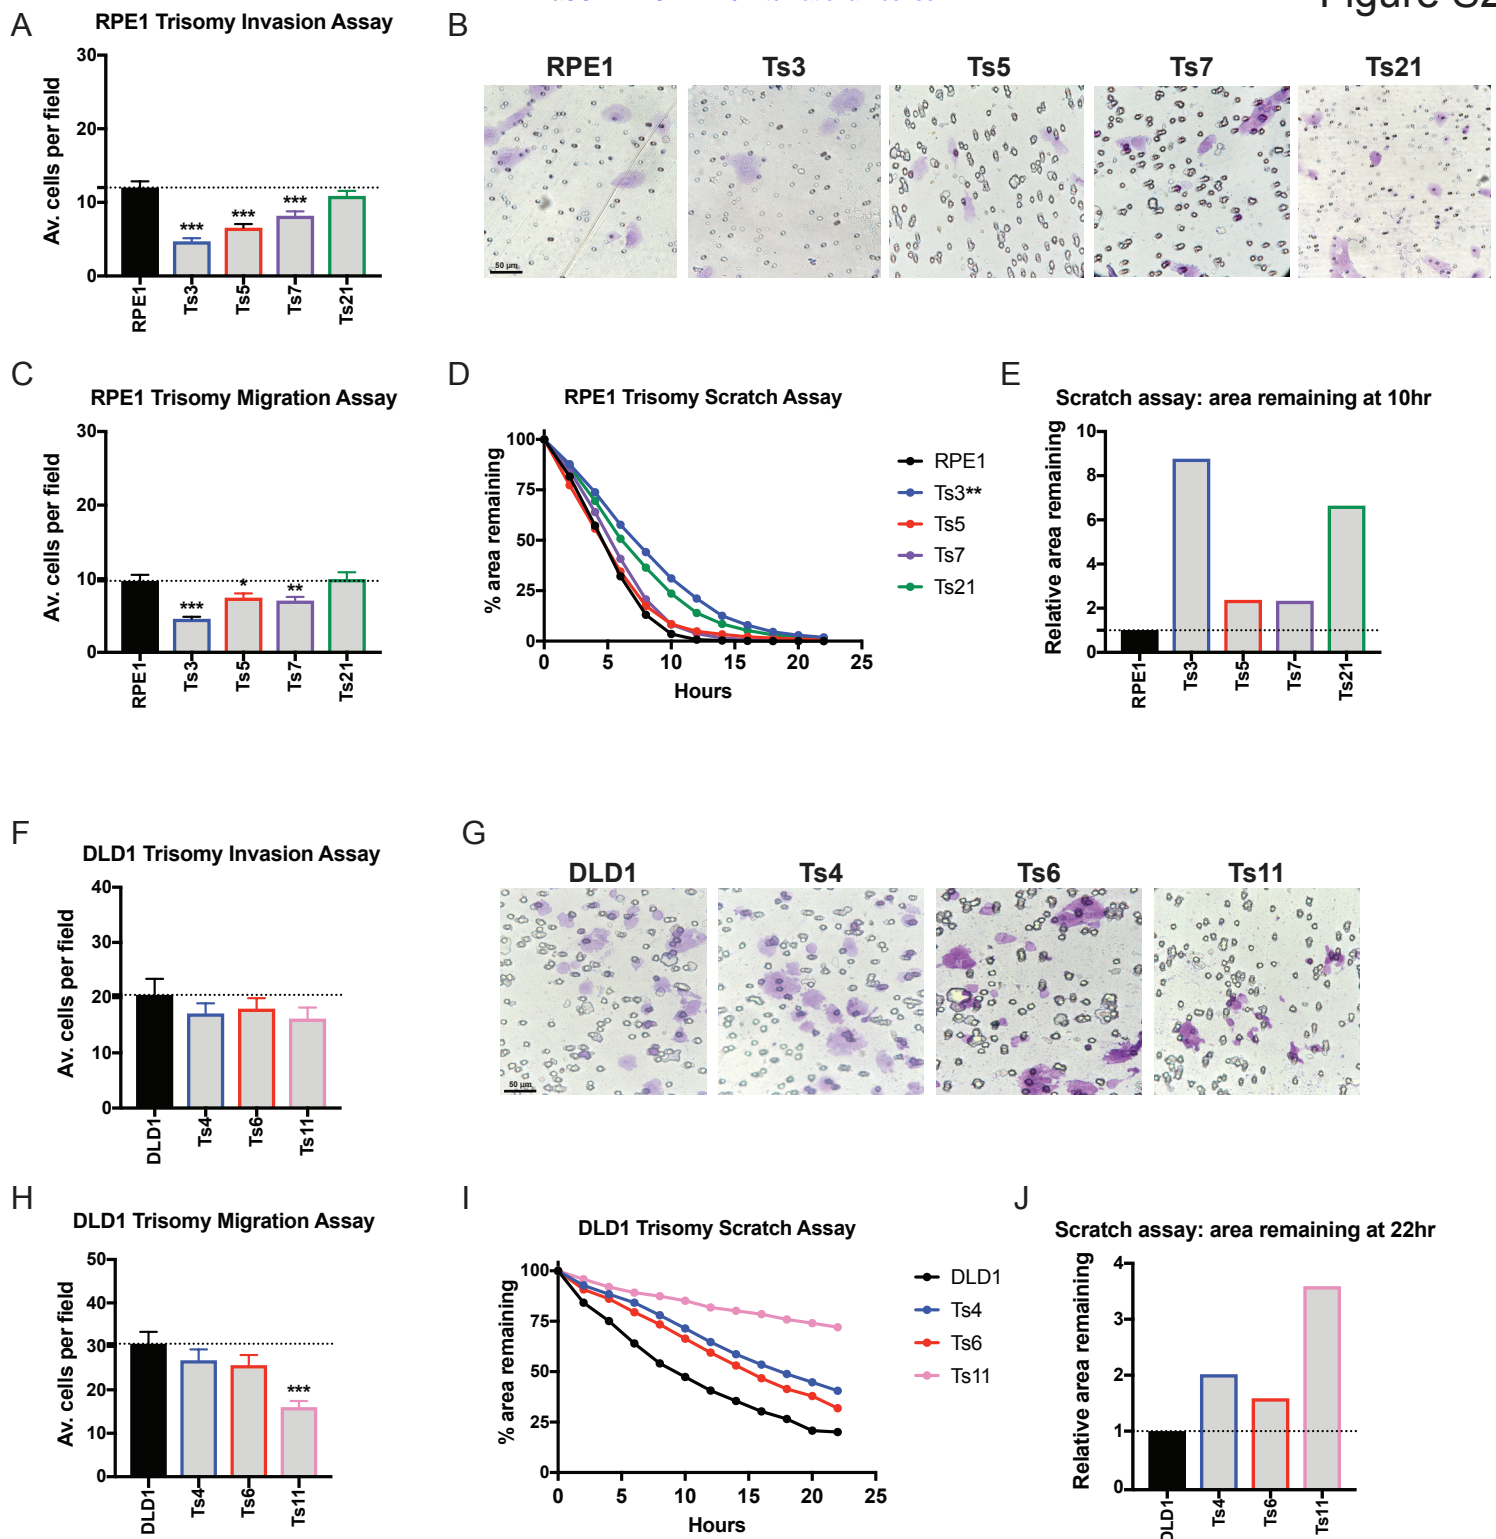 A
RPE1 Trisomy Invasion Assay
Av. cells per field
30
20
10
0
***
***
***
RPE1
Ts3
Ts5
Ts7
Ts21
B
RPE1
Ts3
Ts5
Ts7
Ts21
50 µm
C
RPE1 Trisomy Migration Assay
Av. cells per field
30
20
10
0
***
*
**
RPE1
Ts3
Ts5
Ts7
Ts21
D
RPE1 Trisomy Scratch Assay
% area remaining
100
75
50
25
0
0 5 10 15 20 25
Hours
RPE1
Ts3**
Ts5
Ts7
Ts21
E
Scratch assay: area remaining at 10hr
Relative area remaining
10
8
6
4
2
0
RPE1
Ts3
Ts5
Ts7
Ts21
F
DLD1 Trisomy Invasion Assay
Av. cells per field
40
30
20
10
0
DLD1
Ts4
Ts6
Ts11
G
DLD1
Ts4
Ts6
Ts11
50 µm
H
DLD1 Trisomy Migration Assay
Av. cells per field
50
40
30
20
10
0
***
DLD1
Ts4
Ts6
Ts11
I
DLD1 Trisomy Scratch Assay
% area remaining
100
75
50
25
0
0 5 10 15 20 25
Hours
DLD1
Ts4
Ts6
Ts11
J
Scratch assay: area remaining at 22hr
Relative area remaining
4
3
2
1
0
DLD1
Ts4
Ts6
Ts11